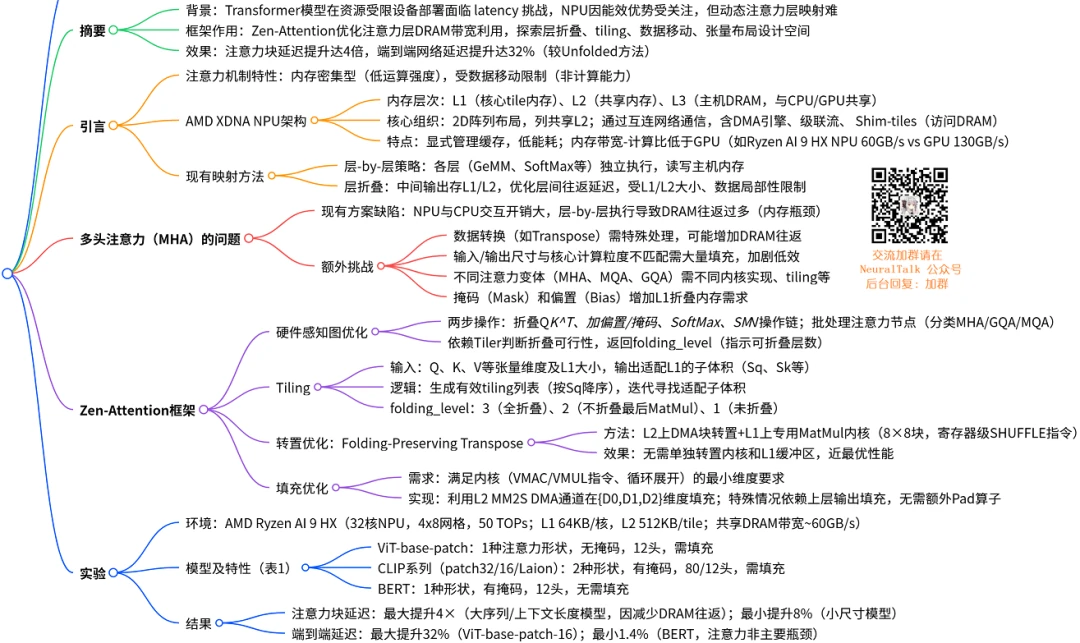 摘要
背景：Transformer模型在资源受限设备部署面临 latency 挑战，NPU因能效优势受关注，但动态注意力层映射难
框架作用：Zen-Attention优化注意力层DRAM带宽利用，探索层折叠、tiling、数据移动、张量布局设计空间
效果：注意力块延迟提升达4倍，端到端网络延迟提升达32%（较Unfolded方法）
引言
注意力机制特性：内存密集型（低运算强度），受数据移动限制（非计算能力）
AMD XDNA NPU架构
内存层次：L1（核心tile内存）、L2（共享内存）、L3（主机DRAM，与CPU/GPU共享）
核心组织：2D阵列布局，列共享L2；通过互连网络通信，含DMA引擎、级联流、 Shim-tiles（访问DRAM）
特点：显式管理缓存，低能耗；内存带宽-计算比低于GPU（如Ryzen AI 9 HX NPU 60GB/s vs GPU 130GB/s）
现有映射方法
层-by-层策略：各层（GeMM、SoftMax等）独立执行，读写主机内存
层折叠：中间输出存L1/L2，优化层间往返延迟，受L1/L2大小、数据局部性限制
多头注意力（MHA）的问题
现有方案缺陷：NPU与CPU交互开销大，层-by-层执行导致DRAM往返过多（内存瓶颈）
额外挑战
数据转换（如Transpose）需特殊处理，可能增加DRAM往返
输入/输出尺寸与核心计算粒度不匹配需大量填充，加剧低效
不同注意力变体（MHA、MQA、GQA）需不同内核实现、tiling等
掩码（Mask）和偏置（Bias）增加L1折叠内存需求
交流加群请在
NeuralTalk 公众号
后台回复：加群
Zen-Attention框架
硬件感知图优化
两步操作：折叠QK^T、加偏置/掩码、SoftMax、SMV操作链；批处理注意力节点（分类MHA/GQA/MQA）
依赖Tiler判断折叠可行性，返回folding_level（指示可折叠层数）
Tiling
输入：Q、K、V等张量维度及L1大小，输出适配L1的子体积（Sq、Sk等）
逻辑：生成有效tiling列表（按Sq降序），迭代寻找适配子体积
folding_level：3（全折叠）、2（不折叠最后MatMul）、1（未折叠）
转置优化：Folding-Preserving Transpose
方法：L2上DMA块转置+L1上专用MatMul内核（8×8块，寄存器级SHUFFLE指令）
效果：无需单独转置内核和L1缓冲区，近最优性能
填充优化
需求：满足内核（VMAC/VMUL指令、循环展开）的最小维度要求
实现：利用L2 MM2S DMA通道在{D0,D1,D2}维度填充；特殊情况依赖上层输出填充，无需额外Pad算子
实验
环境：AMD Ryzen AI 9 HX（32核NPU，4x8网格，50 TOPs；L1 64KB/核，L2 512KB/tile；共享DRAM带宽~60GB/s）
模型及特性（表1）
ViT-base-patch：1种注意力形状，无掩码，12头，需填充
CLIP系列（patch32/16/Laion）：2种形状，有掩码，80/12头，需填充
BERT：1种形状，有掩码，12头，无需填充
结果
注意力块延迟：最大提升4×（大序列/上下文长度模型，因减少DRAM往返）；最小提升8%（小尺寸模型）
端到端延迟：最大提升32%（ViT-base-patch-16）；最小1.4%（BERT，注意力非主要瓶颈）